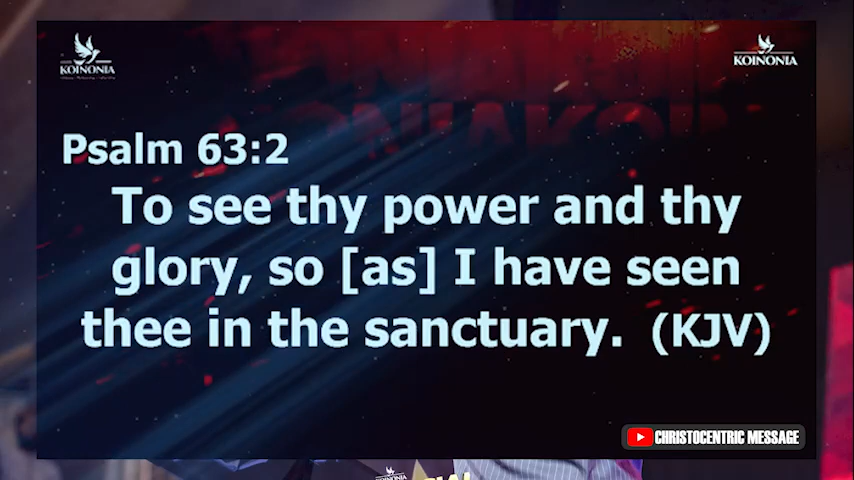 KOINONIA
KOINONIA
Psalm 63:2
To see thy power and thy
glory, so [as] I have seen
thee in the sanctuary. (KJV)
CHRISTOCENTRIC MESSAGE
KOINONIA